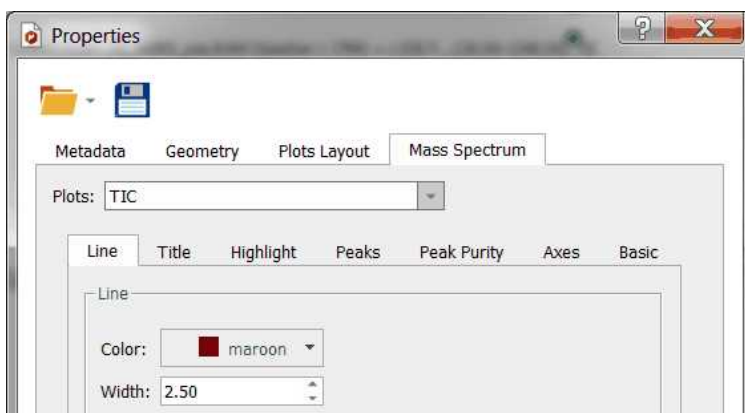 Properties
Metadata Geometry Plots Layout Mass Spectrum
Plots: TIC
Line Title Highlight Peaks Peak Purity Axes Basic
Line
Color: maroon
Width: 2.50